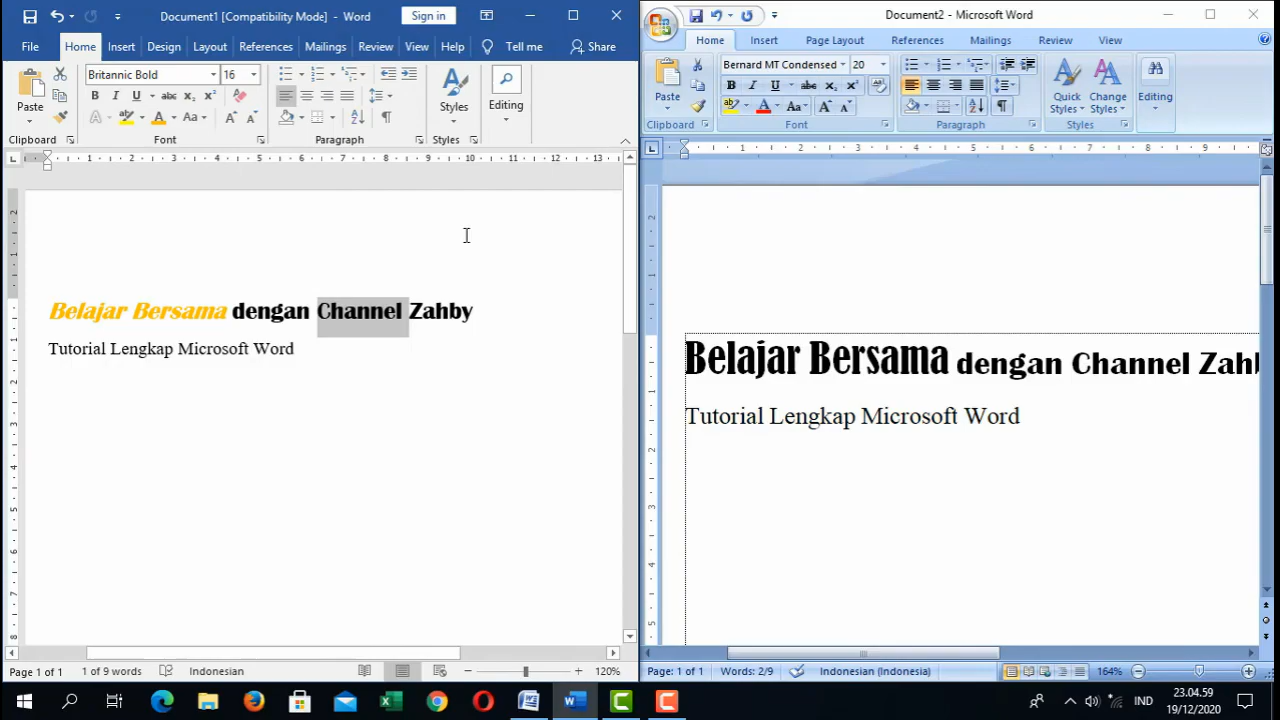 Document1 [Compatibility Mode] - Word
Sign in
File Home Insert Design Layout References Mailings Review View Help Tell me Share
Britannic Bold 16
Paste
Styles
Editing
Clipboard Font Paragraph Styles
Belajar Bersama dengan Channel Zahby
Tutorial Lengkap Microsoft Word
Page 1 of 1 1 of 9 words Indonesian 120%
Document2 - Microsoft Word
Home Insert Page Layout References Mailings Review View
Bernard MT Condensed 20
Paste
Quick Styles
Change Styles
Editing
Clipboard Font Paragraph Styles
Belajar Bersama dengan Channel Zahb
Tutorial Lengkap Microsoft Word
Page: 1 of 1 Words: 2/9 Indonesian (Indonesia) 164%
IND
23.04.59
19/12/2020